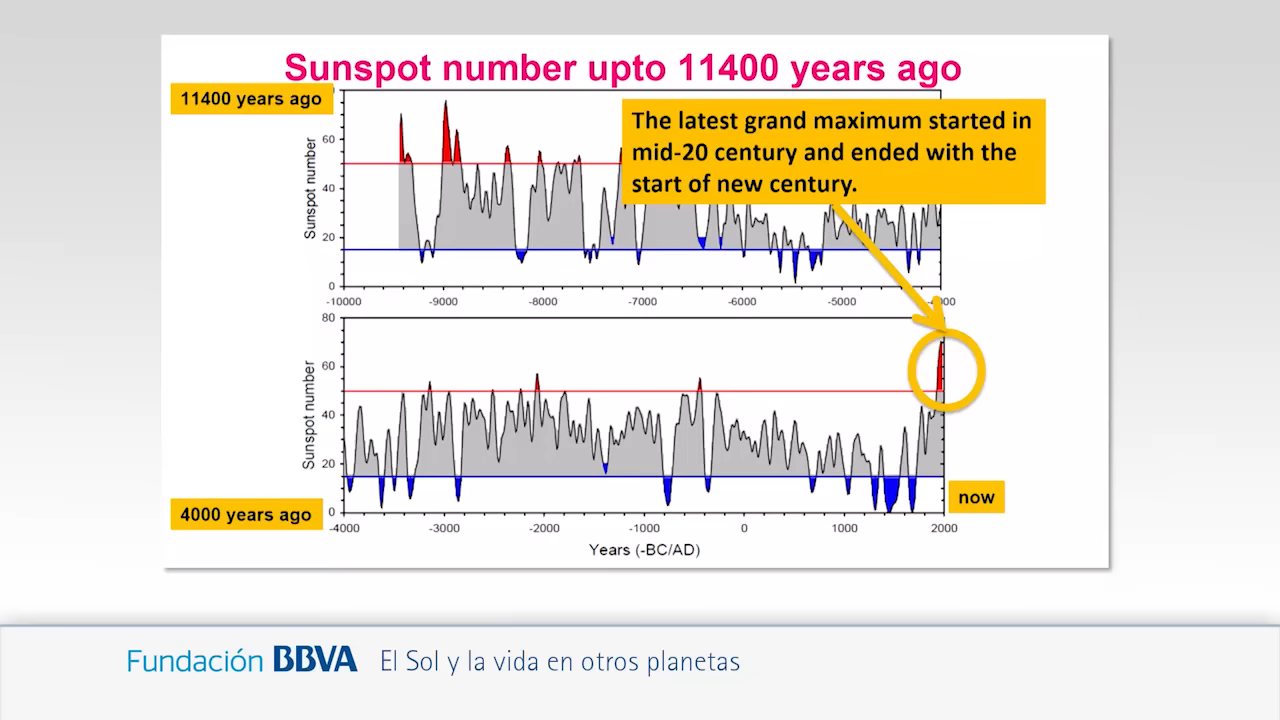 Sunspot number upto 11400 years ago
11400 years ago
The latest grand maximum started in
mid-20 century and ended with the
start of new century.
Sunspot number
60
40
20
0
-10000 -9000 -8000 -7000 -6000 -5000
80
60
40
20
0
Sunspot number
now
4000 years ago
-4000 -3000 -2000 -1000 0 1000 2000
Years (-BC/AD)
Fundación BBVA El Sol y la vida en otros planetas